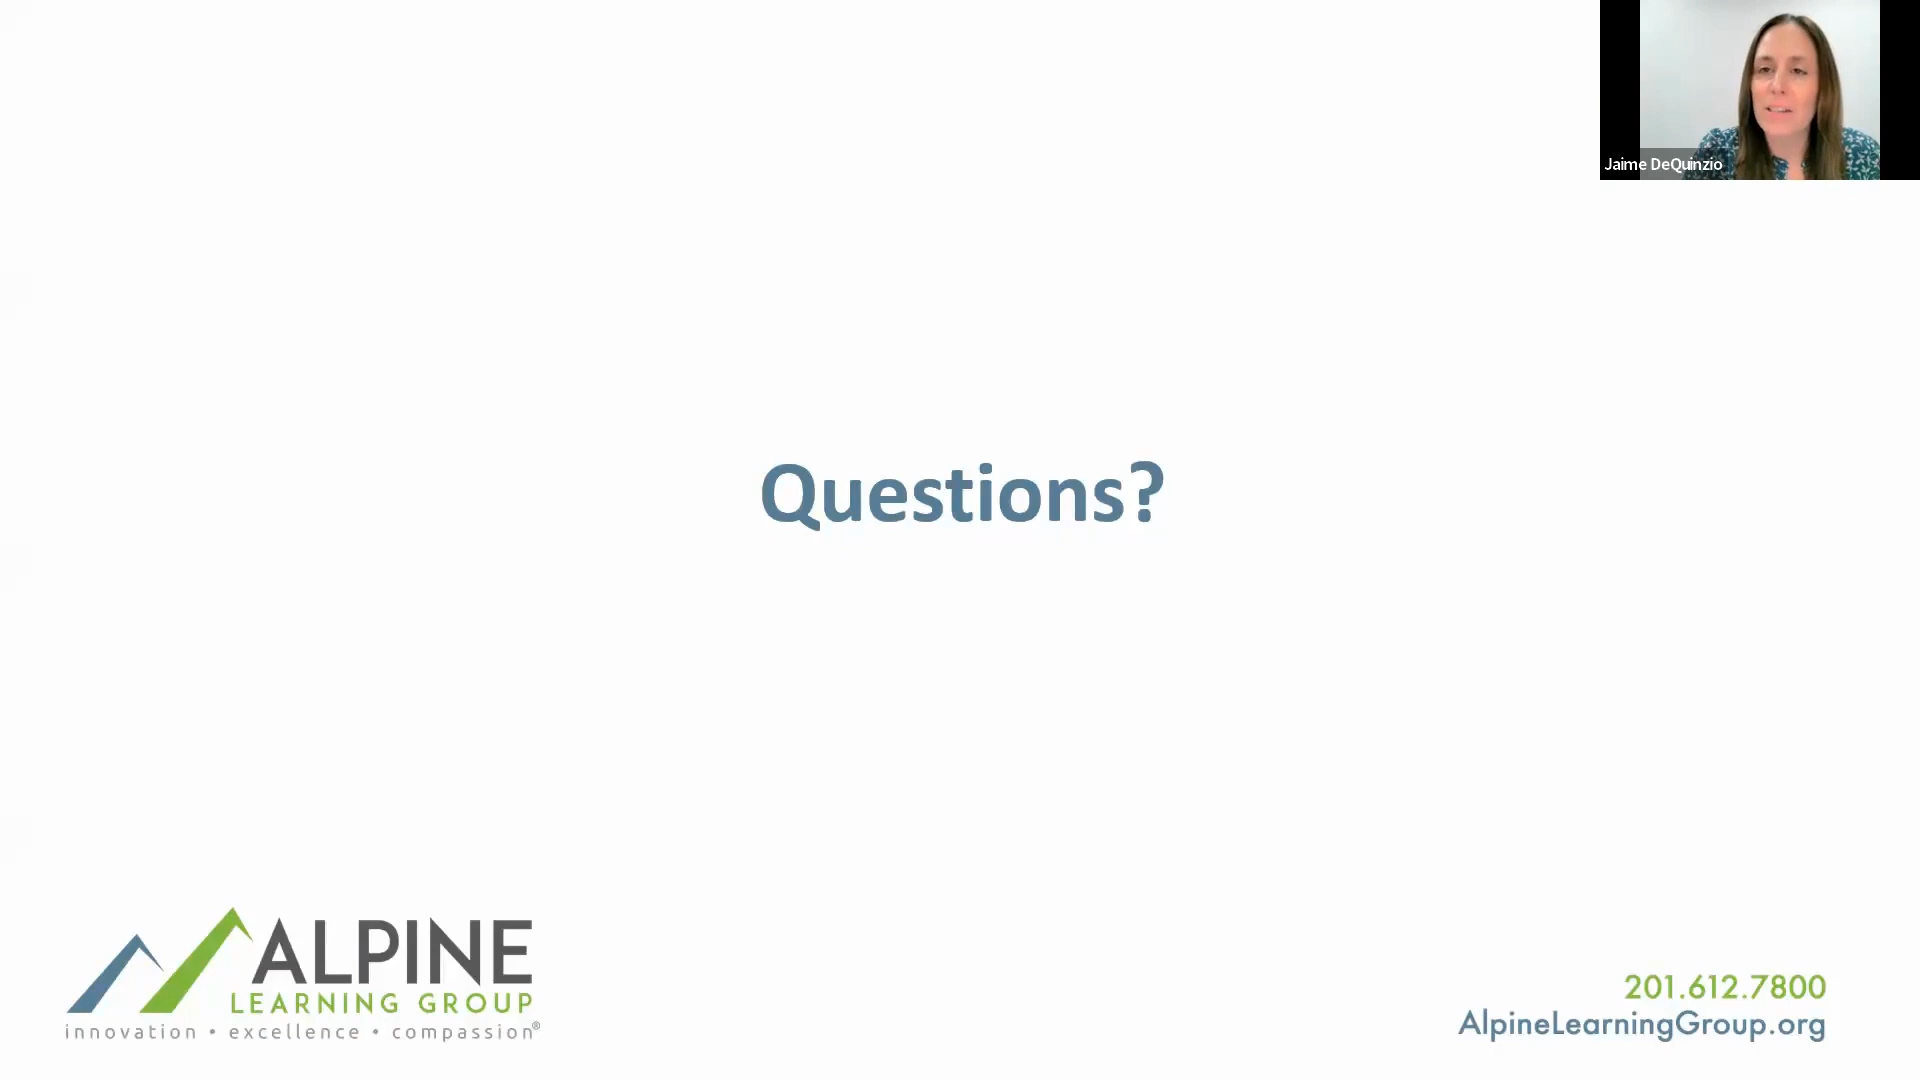 Jaime DeQuinzio
Questions?
ALPINE
LEARNING GROUP
innovation • excellence • compassion®
201.612.7800
AlpineLearningGroup.org